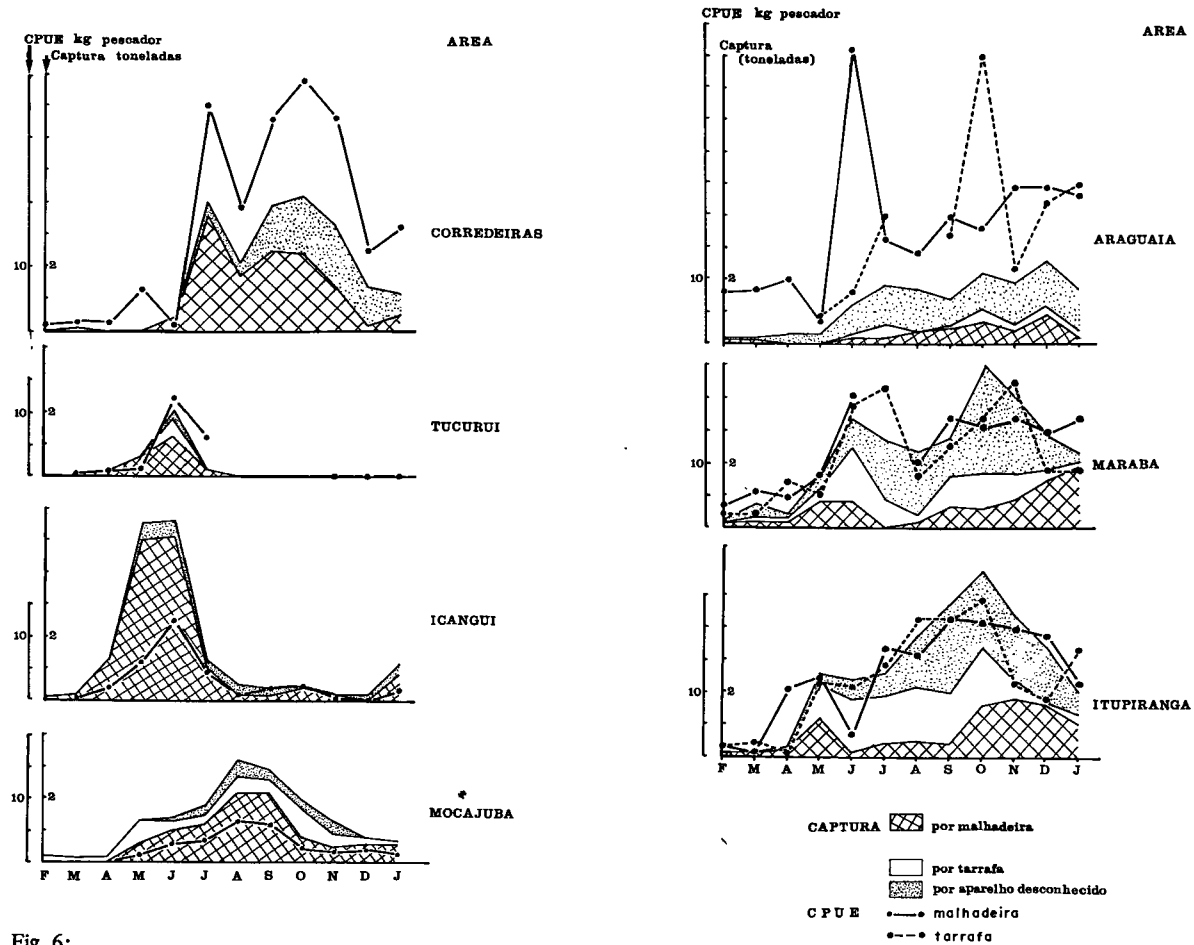 CPUE kg pescador
Captura toneladas
AREA
10 2
CORREDEIRAS
10 2
TUCURUI
10 2
ICANGUI
10 2
MOCAJUBA
F M A M J J A S O N D J
Fig. 6:
CPUE kg pescador
AREA
Captura
(toneladas)
10 2
ARAGUAIA
10 2
MARABA
10 2
ITUPIRANGA
F M A M J J A S O N D J
CAPTURA por malhadeira
por tarrafa
por aparelho desconhecido
CPUE malhadeira
tarrafa